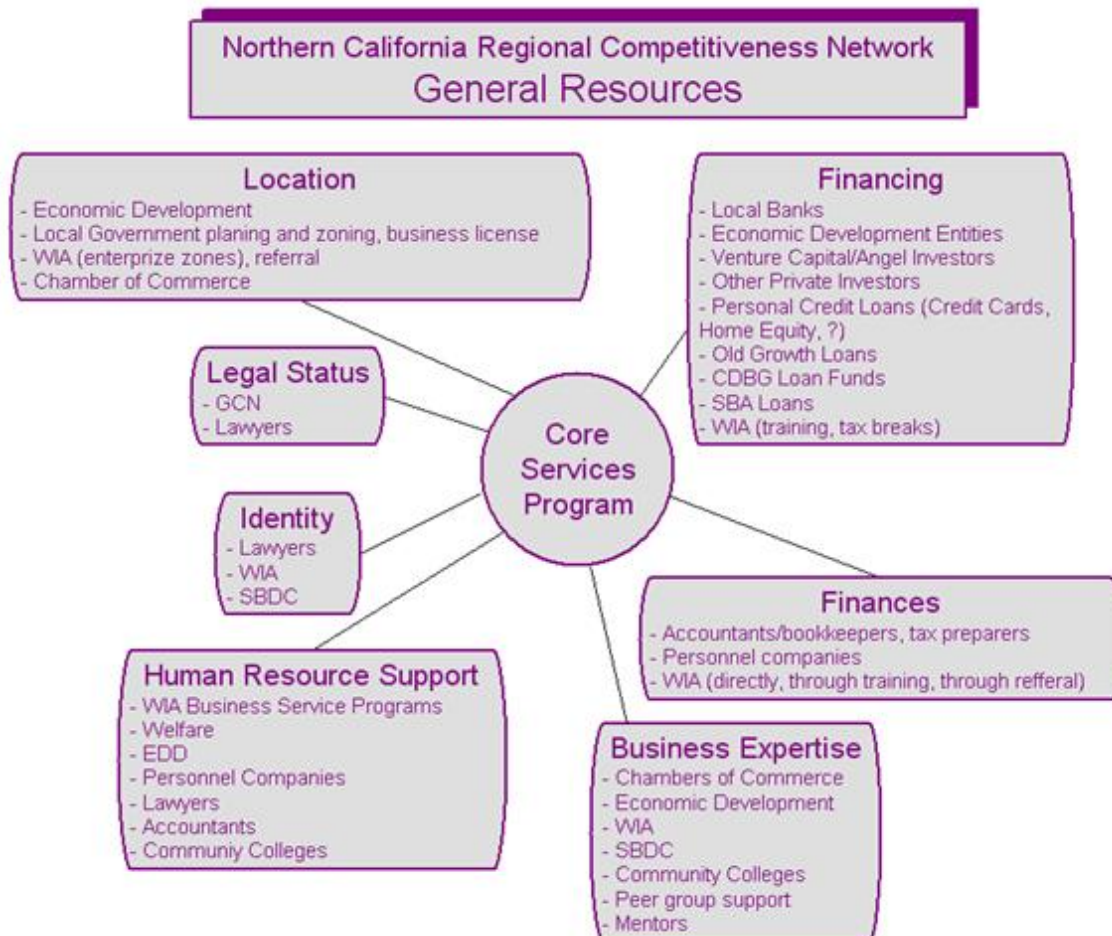 Northern California Regional Competitiveness Network
General Resources
Location
- Economic Development
- Local Government planing and zoning, business license
- WIA (enterprize zones), referral
- Chamber of Commerce
Financing
- Local Banks
- Economic Development Entities
- Venture Capital/Angel Investors
- Other Private Investors
- Personal Credit Loans (Credit Cards,
Home Equity, ?)
- Old Growth Loans
- CDBG Loan Funds
- SBA Loans
- WIA (training, tax breaks)
Legal Status
- GCN
- Lawyers
Core
Services
Program
Identity
- Lawyers
- WIA
- SBDC
Finances
- Accountants/bookkeepers, tax preparers
- Personnel companies
- WIA (directly, through training, through refferal)
Human Resource Support
- WIA Business Service Programs
- Welfare
- EDD
- Personnel Companies
- Lawyers
- Accountants
- Communiy Colleges
Business Expertise
- Chambers of Commerce
- Economic Development
- WIA
- SBDC
- Community Colleges
- Peer group support
- Mentors